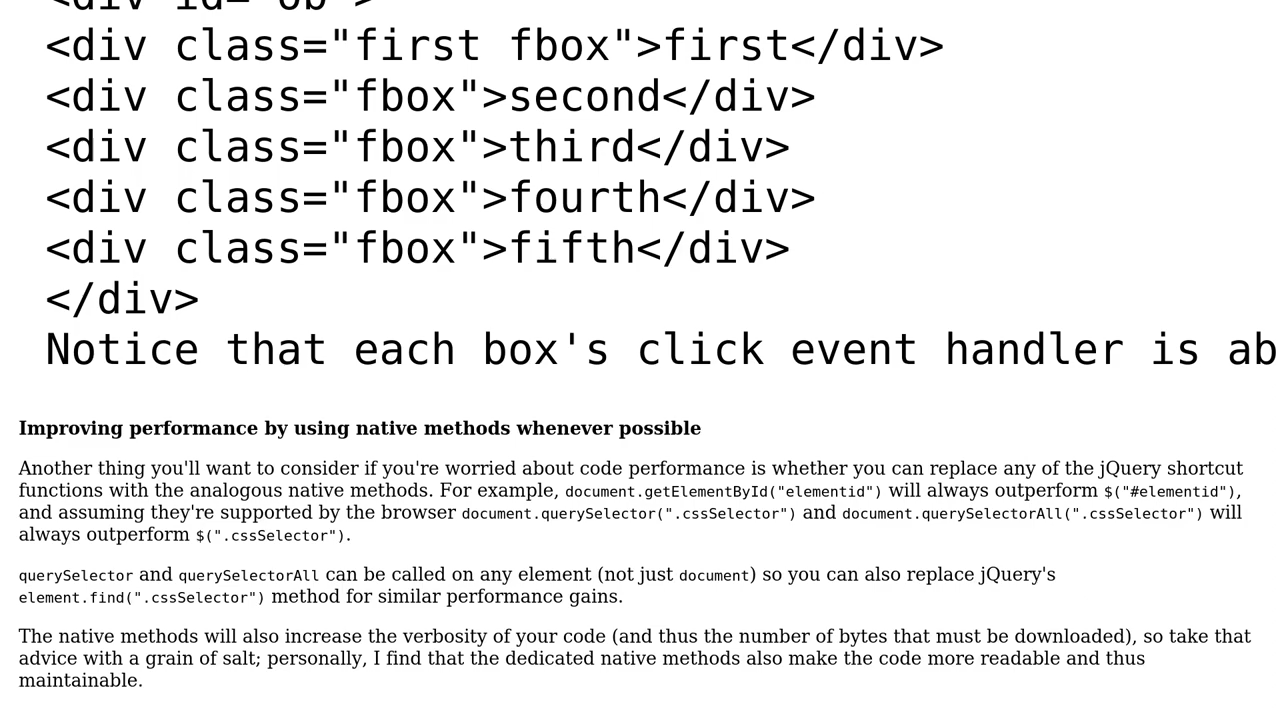 <div id="ob">
<div class="first fbox">first</div>
<div class="fbox">second</div>
<div class="fbox">third</div>
<div class="fbox">fourth</div>
<div class="fbox">fifth</div>
</div>
Notice that each box's click event handler is ab
Improving performance by using native methods whenever possible
Another thing you'll want to consider if you're worried about code performance is whether you can replace any of the jQuery shortcut
functions with the analogous native methods. For example, document.getElementById("elementid") will always outperform $("#elementid"),
and assuming they're supported by the browser document.querySelector(".cssSelector") and document.querySelectorAll(".cssSelector") will
always outperform $(".cssSelector").
querySelector and querySelectorAll can be called on any element (not just document) so you can also replace jQuery's
element.find(".cssSelector") method for similar performance gains.
The native methods will also increase the verbosity of your code (and thus the number of bytes that must be downloaded), so take that
advice with a grain of salt; personally, I find that the dedicated native methods also make the code more readable and thus
maintainable.